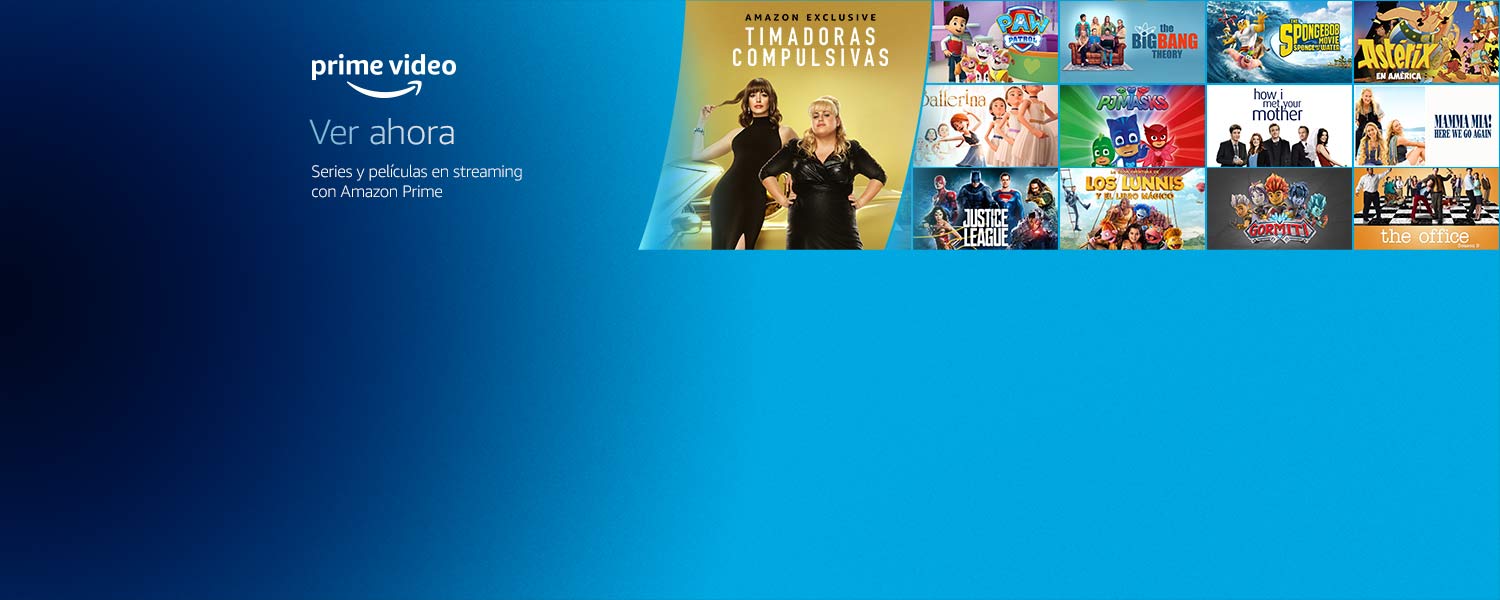 prime video
Ver ahora
Series y películas en streaming
con Amazon Prime
AMAZON EXCLUSIVE
TIMADORAS
COMPULSIVAS
PAW
PATROL
the
BIG BANG
THEORY
THE
SPONGEBOB
MOVIE
SPONGE OUT OF WATER
Asterix
EN AMÉRICA
Ballerina
PJMASKS
how i
met your
mother
MAMMA MIA!
HERE WE GO AGAIN
JUSTICE
LEAGUE
LOS LUNNIS
Y EL LIBRO MÁGICO
GORMITI
the office